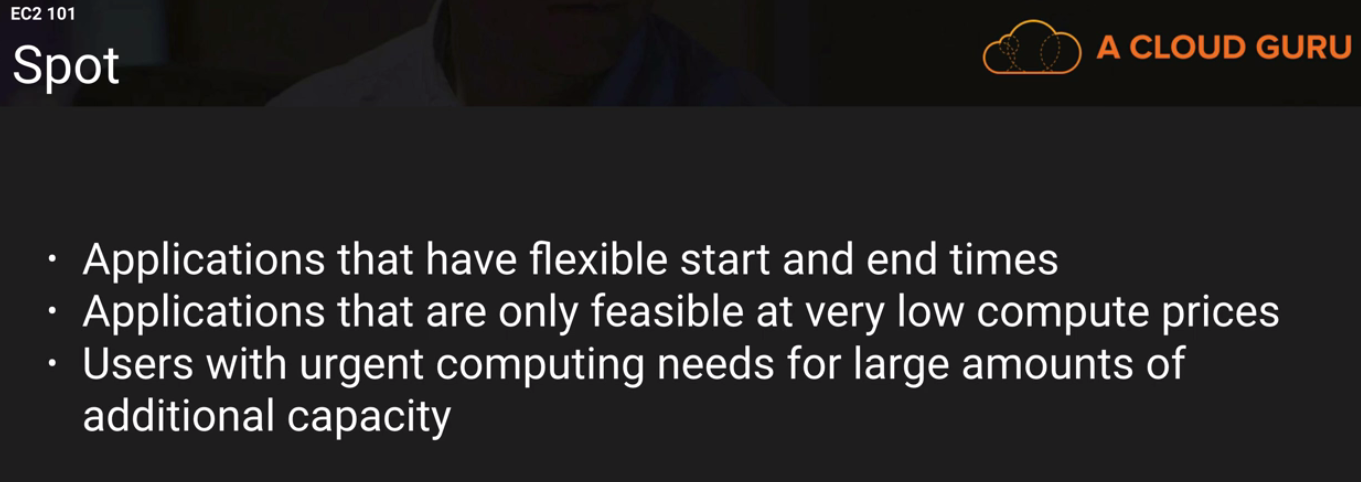 EC2 101
Spot
A CLOUD GURU
• Applications that have flexible start and end times
• Applications that are only feasible at very low compute prices
• Users with urgent computing needs for large amounts of
additional capacity